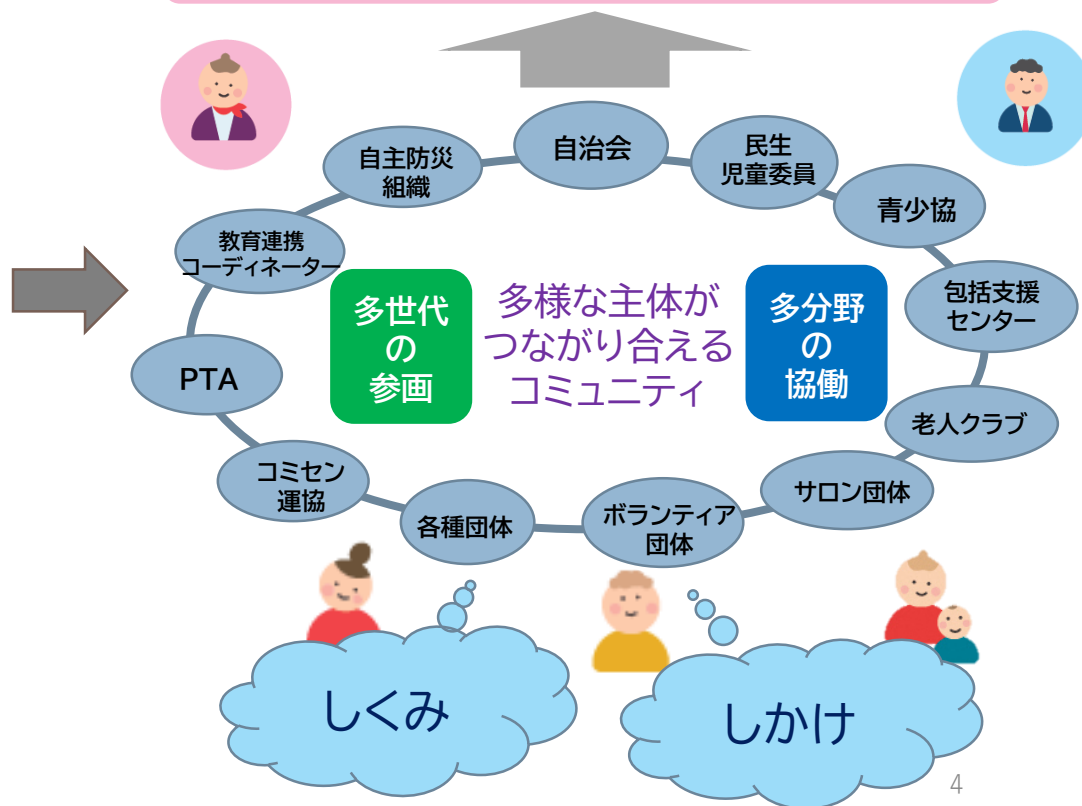 自治会
民生
児童委員
自主防災
組織
青少協
教育連携
コーディネーター
包括支援
センター
多世代
の
参画
多様な主体が
つながり合える
コミュニティ
多分野
の
協働
PTA
老人クラブ
コミセン
運協
サロン団体
各種団体
ボランティア
団体
しくみ
しかけ
4